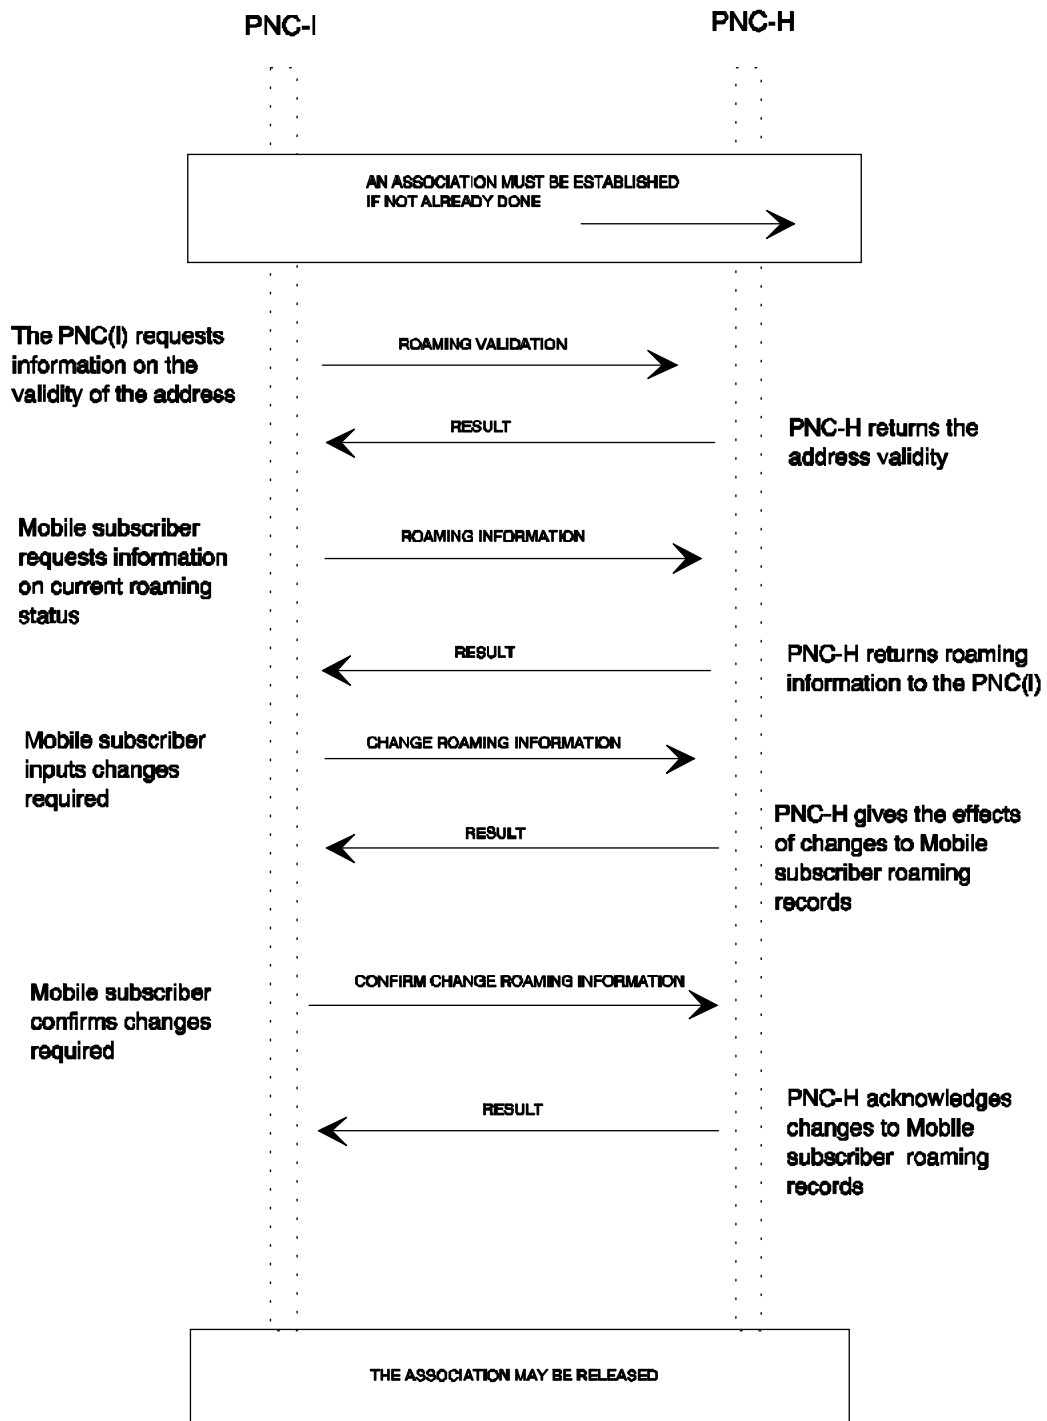 PNC-I
PNC-H
AN ASSOCIATION MUST BE ESTABLISHED
IF NOT ALREADY DONE
The PNC(I) requests
information on the
validity of the address
ROAMING VALIDATION
RESULT
PNC-H returns the
address validity
Mobile subscriber
requests information
on current roaming
status
ROAMING INFORMATION
RESULT
PNC-H returns roaming
information to the PNC(I)
Mobile subscriber
inputs changes
required
CHANGE ROAMING INFORMATION
RESULT
PNC-H gives the effects
of changes to Mobile
subscriber roaming
records
Mobile subscriber
confirms changes
required
CONFIRM CHANGE ROAMING INFORMATION
RESULT
PNC-H acknowledges
changes to Mobile
subscriber roaming
records
THE ASSOCIATION MAY BE RELEASED